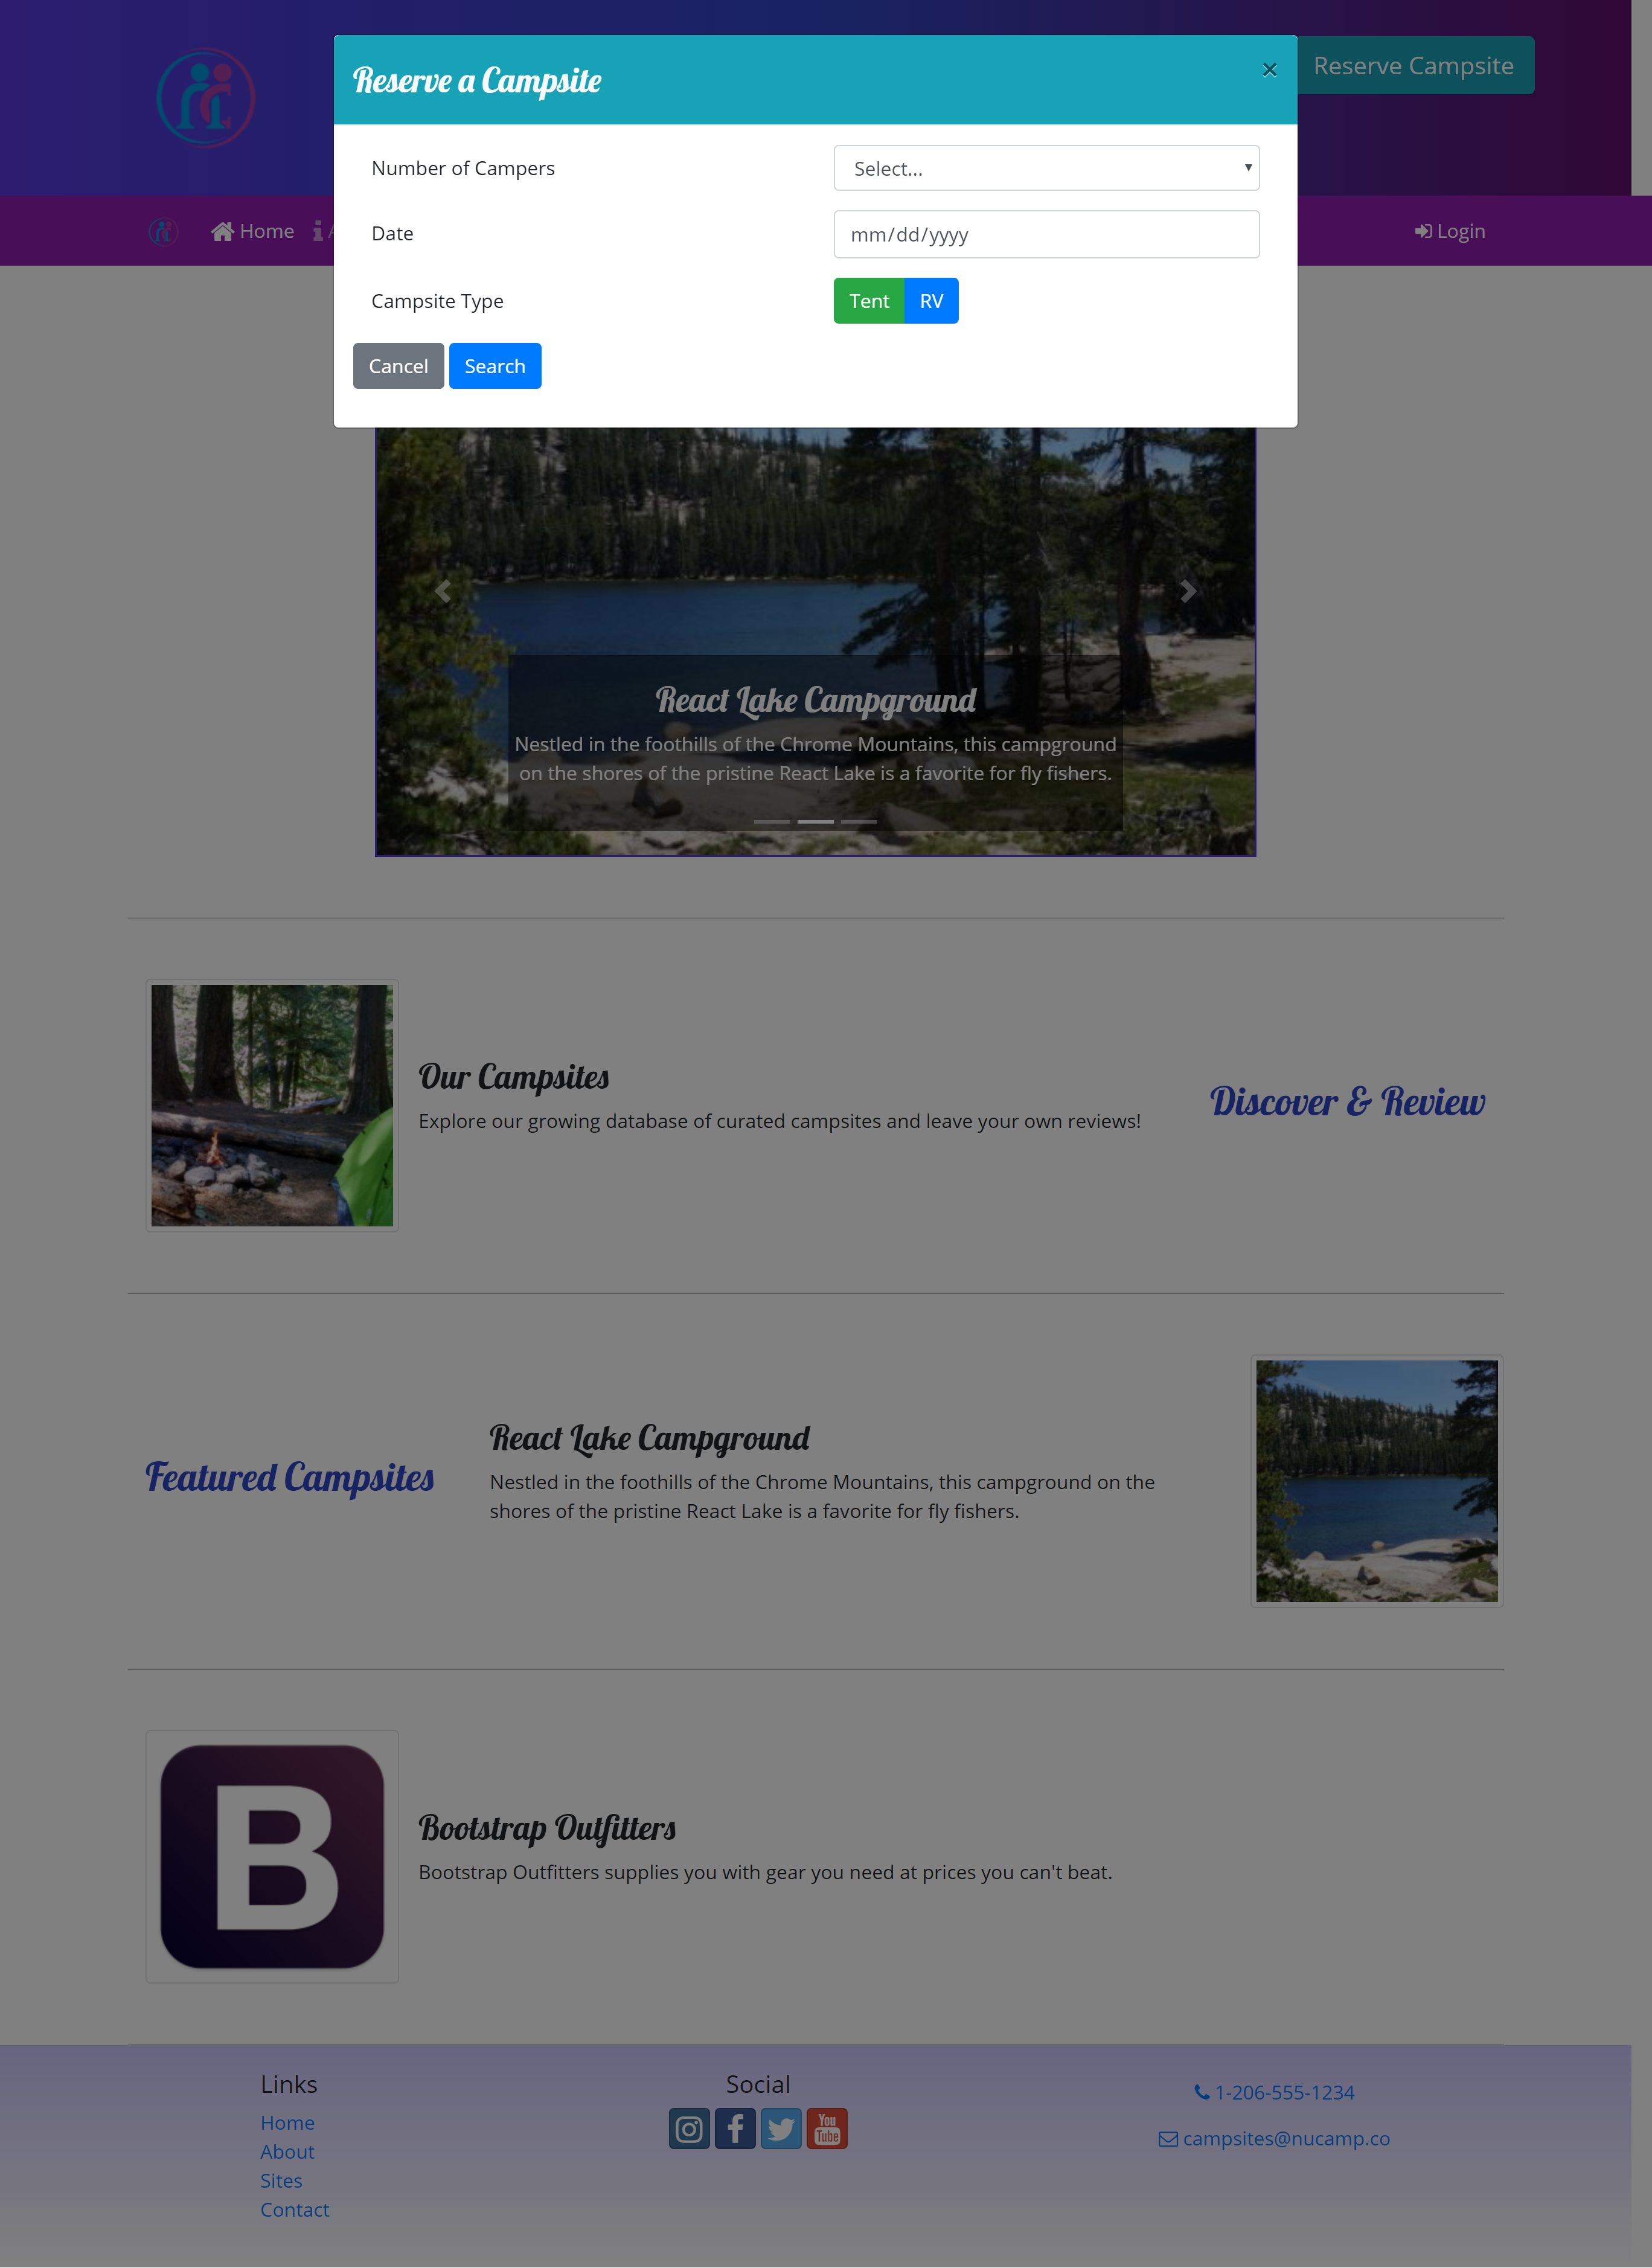 Reserve a Campsite
×
Reserve Campsite
Number of Campers
Select...
Date
mm/dd/yyyy
Campsite Type
Tent
RV
Cancel
Search
Home
Login
React Lake Campground
Nestled in the foothills of the Chrome Mountains, this campground
on the shores of the pristine React Lake is a favorite for fly fishers.
Our Campsites
Explore our growing database of curated campsites and leave your own reviews!
Discover & Review
Featured Campsites
React Lake Campground
Nestled in the foothills of the Chrome Mountains, this campground on the
shores of the pristine React Lake is a favorite for fly fishers.
B
Bootstrap Outfitters
Bootstrap Outfitters supplies you with gear you need at prices you can't beat.
Links
Home
About
Sites
Contact
Social
You
Tube
1-206-555-1234
campsites@nucamp.co